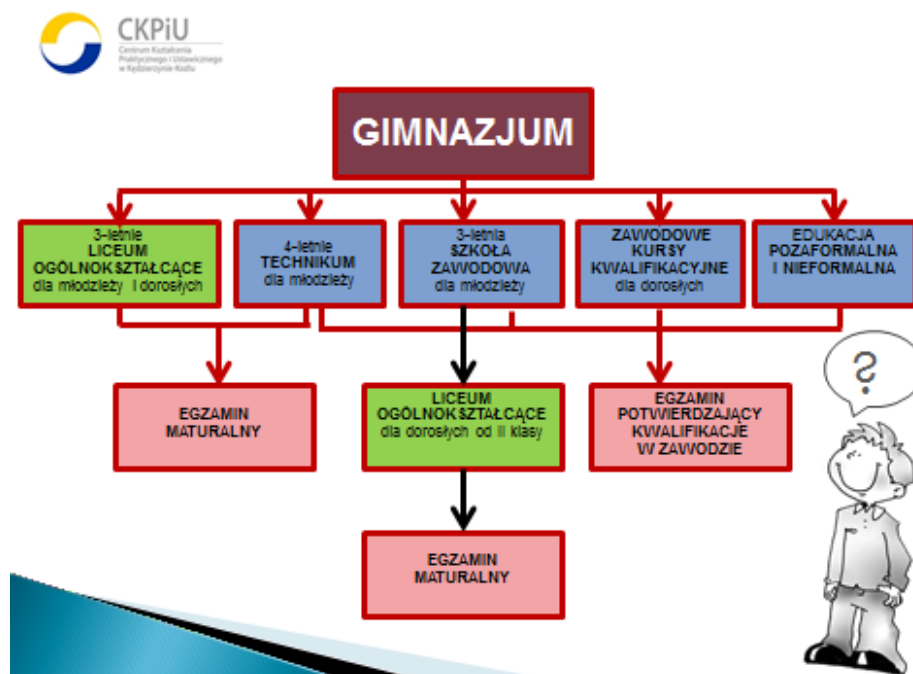 CKPiU
Centrum Kształcenia
Praktycznego i Ustawicznego
w Kędzierzynie-Koźlu
GIMNAZJUM
3-letnie
LICEUM
OGÓLNOKSZTAŁCĄCE
dla młodzieży i dorosłych
4-letnie
TECHNIKUM
dla młodzieży
3-letnia
SZKOŁA
ZAWODOWA
dla młodzieży
ZAWODOWE
KURSY
KWALIFIKACYJNE
dla dorosłych
EDUKACJA
POZAFORMALNA
I NIEFORMALNA
?
EGZAMIN
MATURALNY
LICEUM
OGÓLNOKSZTAŁCĄCE
dla dorosłych od II klasy
EGZAMIN
POTWIERDZAJĄCY
KWALIFIKACJE
W ZAWODZIE
EGZAMIN
MATURALNY